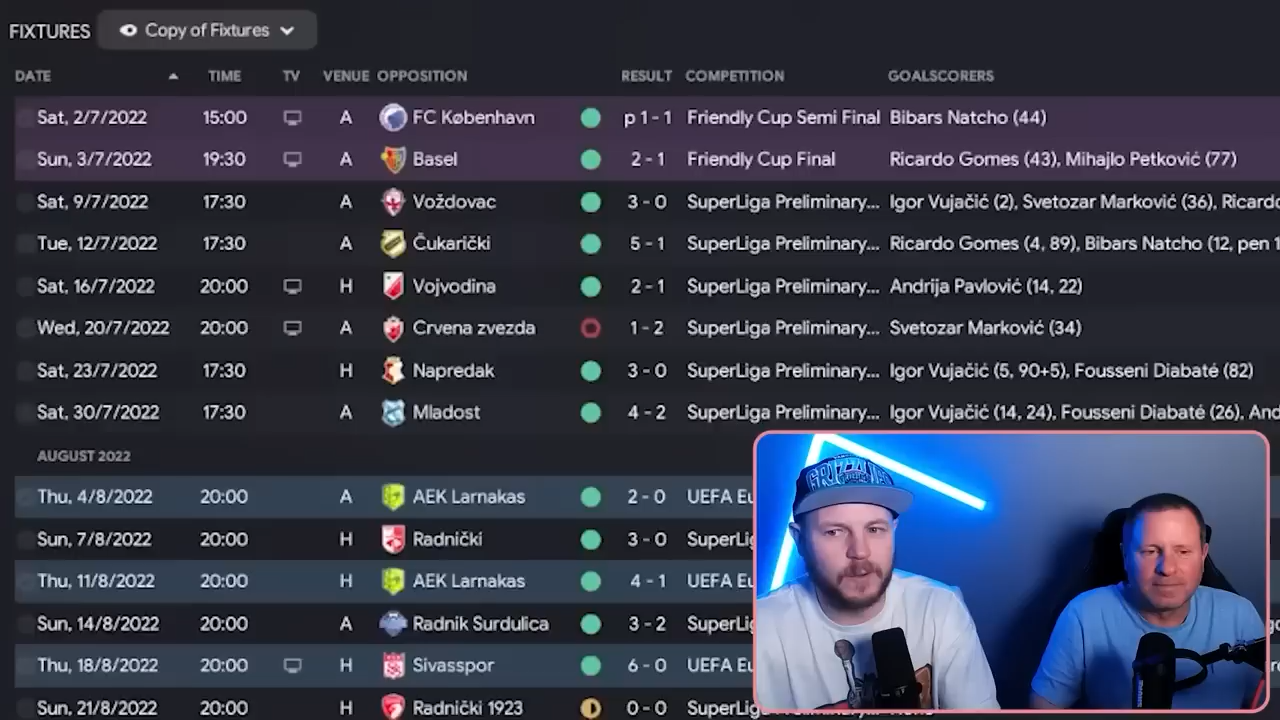 FIXTURES Copy of Fixtures
DATE TIME TV VENUE OPPOSITION RESULT COMPETITION GOALSCORERS
Sat, 2/7/2022 15:00 A FC København p 1 - 1 Friendly Cup Semi Final Bibars Natcho (44)
Sun, 3/7/2022 19:30 A Basel 2 - 1 Friendly Cup Final Ricardo Gomes (43), Mihajlo Petković (77)
Sat, 9/7/2022 17:30 A Voždovac 3 - 0 SuperLiga Preliminary... Igor Vujačić (2), Svetozar Marković (36), Ricardo
Tue, 12/7/2022 17:30 A Čukarički 5 - 1 SuperLiga Preliminary... Ricardo Gomes (4, 89), Bibars Natcho (12, pen 1
Sat, 16/7/2022 20:00 H Vojvodina 2 - 1 SuperLiga Preliminary... Andrija Pavlović (14, 22)
Wed, 20/7/2022 20:00 A Crvena zvezda 1 - 2 SuperLiga Preliminary... Svetozar Marković (34)
Sat, 23/7/2022 17:30 H Napredak 3 - 0 SuperLiga Preliminary... Igor Vujačić (5, 90+5), Fousseni Diabaté (82)
Sat, 30/7/2022 17:30 A Mladost 4 - 2 SuperLiga Preliminary... Igor Vujačić (14, 24), Fousseni Diabaté (26), And
AUGUST 2022
Thu, 4/8/2022 20:00 A AEK Larnakas 2 - 0 UEFA Eu
Sun, 7/8/2022 20:00 H Radnički 3 - 0 SuperLig
Thu, 11/8/2022 20:00 H AEK Larnakas 4 - 1 UEFA Eu
Sun, 14/8/2022 20:00 A Radnik Surdulica 3 - 2 SuperLig
Thu, 18/8/2022 20:00 H Sivasspor 6 - 0 UEFA Eu
Sun, 21/8/2022 20:00 H Radnički 1923 0 - 0 SuperLig
GRIZZLIES